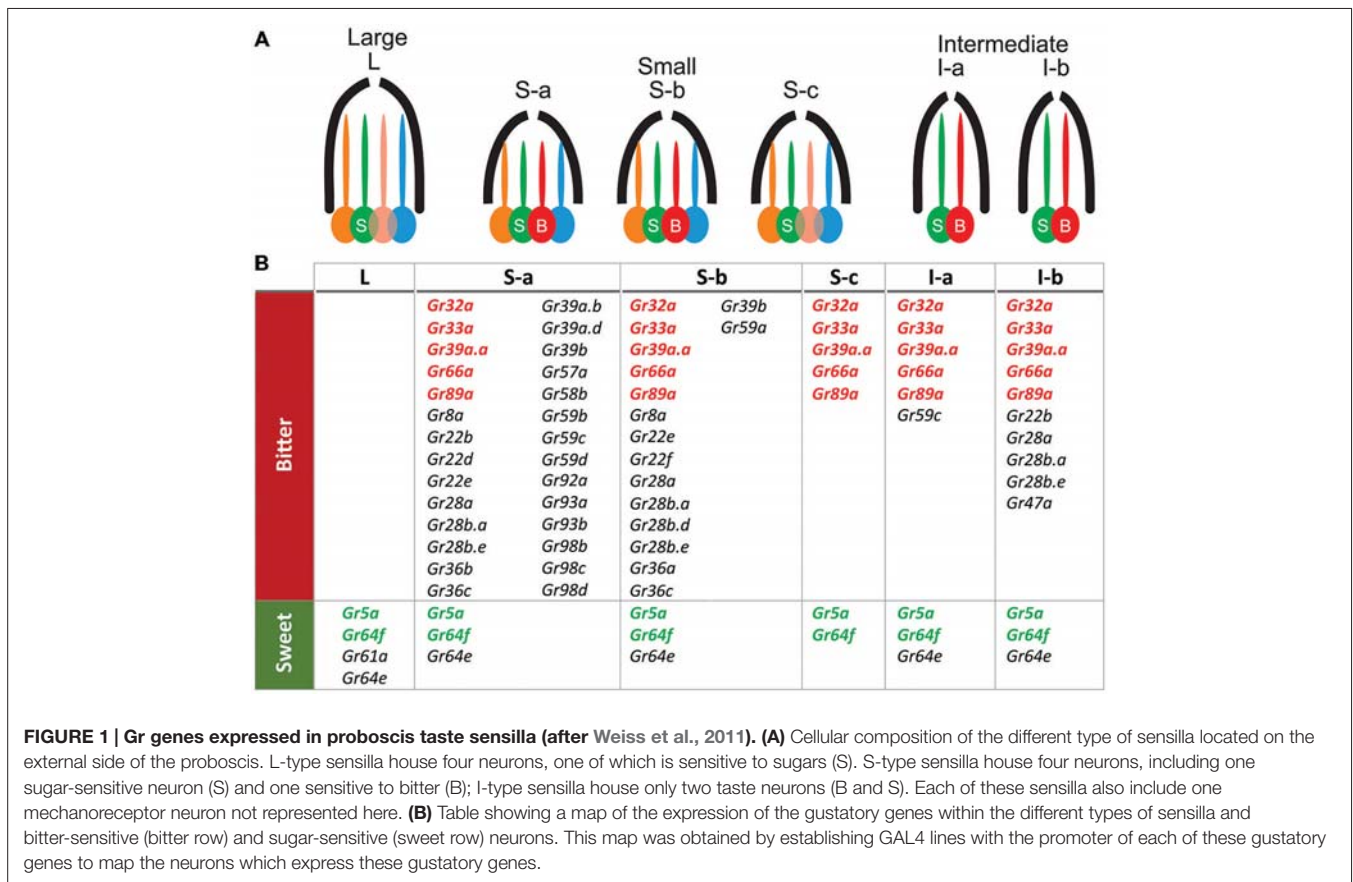 A
Large
L
S-a
Small
S-b
S-c
Intermediate
I-a I-b
S
S B
S B
S
S B
S B
B
L S-a S-b S-c I-a I-b
Bitter
Gr32a Gr39a.b Gr32a Gr39b Gr32a Gr32a Gr32a
Gr33a Gr39a.d Gr33a Gr59a Gr33a Gr33a Gr33a
Gr39a.a Gr39b Gr39a.a Gr39a.a Gr39a.a Gr39a.a
Gr66a Gr57a Gr66a Gr66a Gr66a Gr66a
Gr89a Gr58b Gr89a Gr89a Gr89a Gr89a
Gr8a Gr59b Gr8a Gr59c Gr22b
Gr22b Gr59c Gr22e Gr28a
Gr22d Gr59d Gr22f Gr28b.a
Gr22e Gr92a Gr28a Gr28b.e
Gr28a Gr93a Gr28b.a Gr47a
Gr28b.a Gr93b Gr28b.d
Gr28b.e Gr98b Gr28b.e
Gr36b Gr98c Gr36a
Gr36c Gr98d Gr36c
Sweet
Gr5a Gr5a Gr5a Gr5a Gr5a Gr5a
Gr64f Gr64f Gr64f Gr64f Gr64f Gr64f
Gr61a Gr64e Gr64e Gr64e Gr64e
Gr64e
FIGURE 1 | Gr genes expressed in proboscis taste sensilla (after Weiss et al., 2011). (A) Cellular composition of the different type of sensilla located on the
external side of the proboscis. L-type sensilla house four neurons, one of which is sensitive to sugars (S). S-type sensilla house four neurons, including one
sugar-sensitive neuron (S) and one sensitive to bitter (B); I-type sensilla house only two taste neurons (B and S). Each of these sensilla also include one
mechanoreceptor neuron not represented here. (B) Table showing a map of the expression of the gustatory genes within the different types of sensilla and
bitter-sensitive (bitter row) and sugar-sensitive (sweet row) neurons. This map was obtained by establishing GAL4 lines with the promoter of each of these gustatory
genes to map the neurons which express these gustatory genes.